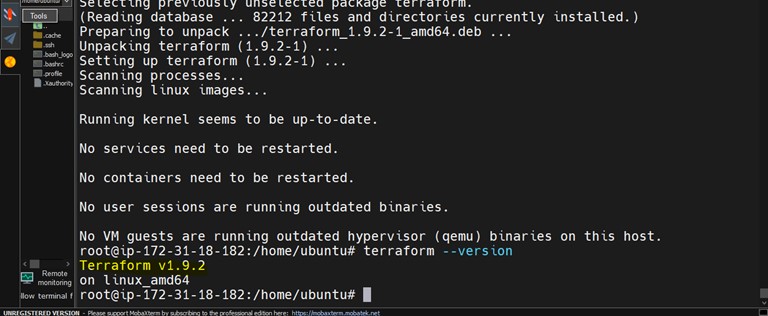 /home/ubuntu/
Tools
..
.cache
.ssh
.bash_logo
.bashrc
.profile
.Xauthority
Remote
monitoring
llow terminal f
Selecting previously unselected package terraform.
(Reading database ... 82212 files and directories currently installed.)
Preparing to unpack .../terraform_1.9.2-1_amd64.deb ...
Unpacking terraform (1.9.2-1) ...
Setting up terraform (1.9.2-1) ...
Scanning processes...
Scanning linux images...
Running kernel seems to be up-to-date.
No services need to be restarted.
No containers need to be restarted.
No user sessions are running outdated binaries.
No VM guests are running outdated hypervisor (qemu) binaries on this host.
root@ip-172-31-18-182:/home/ubuntu# terraform --version
Terraform v1.9.2
on linux_amd64
root@ip-172-31-18-182:/home/ubuntu#
UNREGISTERED VERSION - Please support MobaXterm by subscribing to the professional edition here: https://mobaxterm.mobatek.net